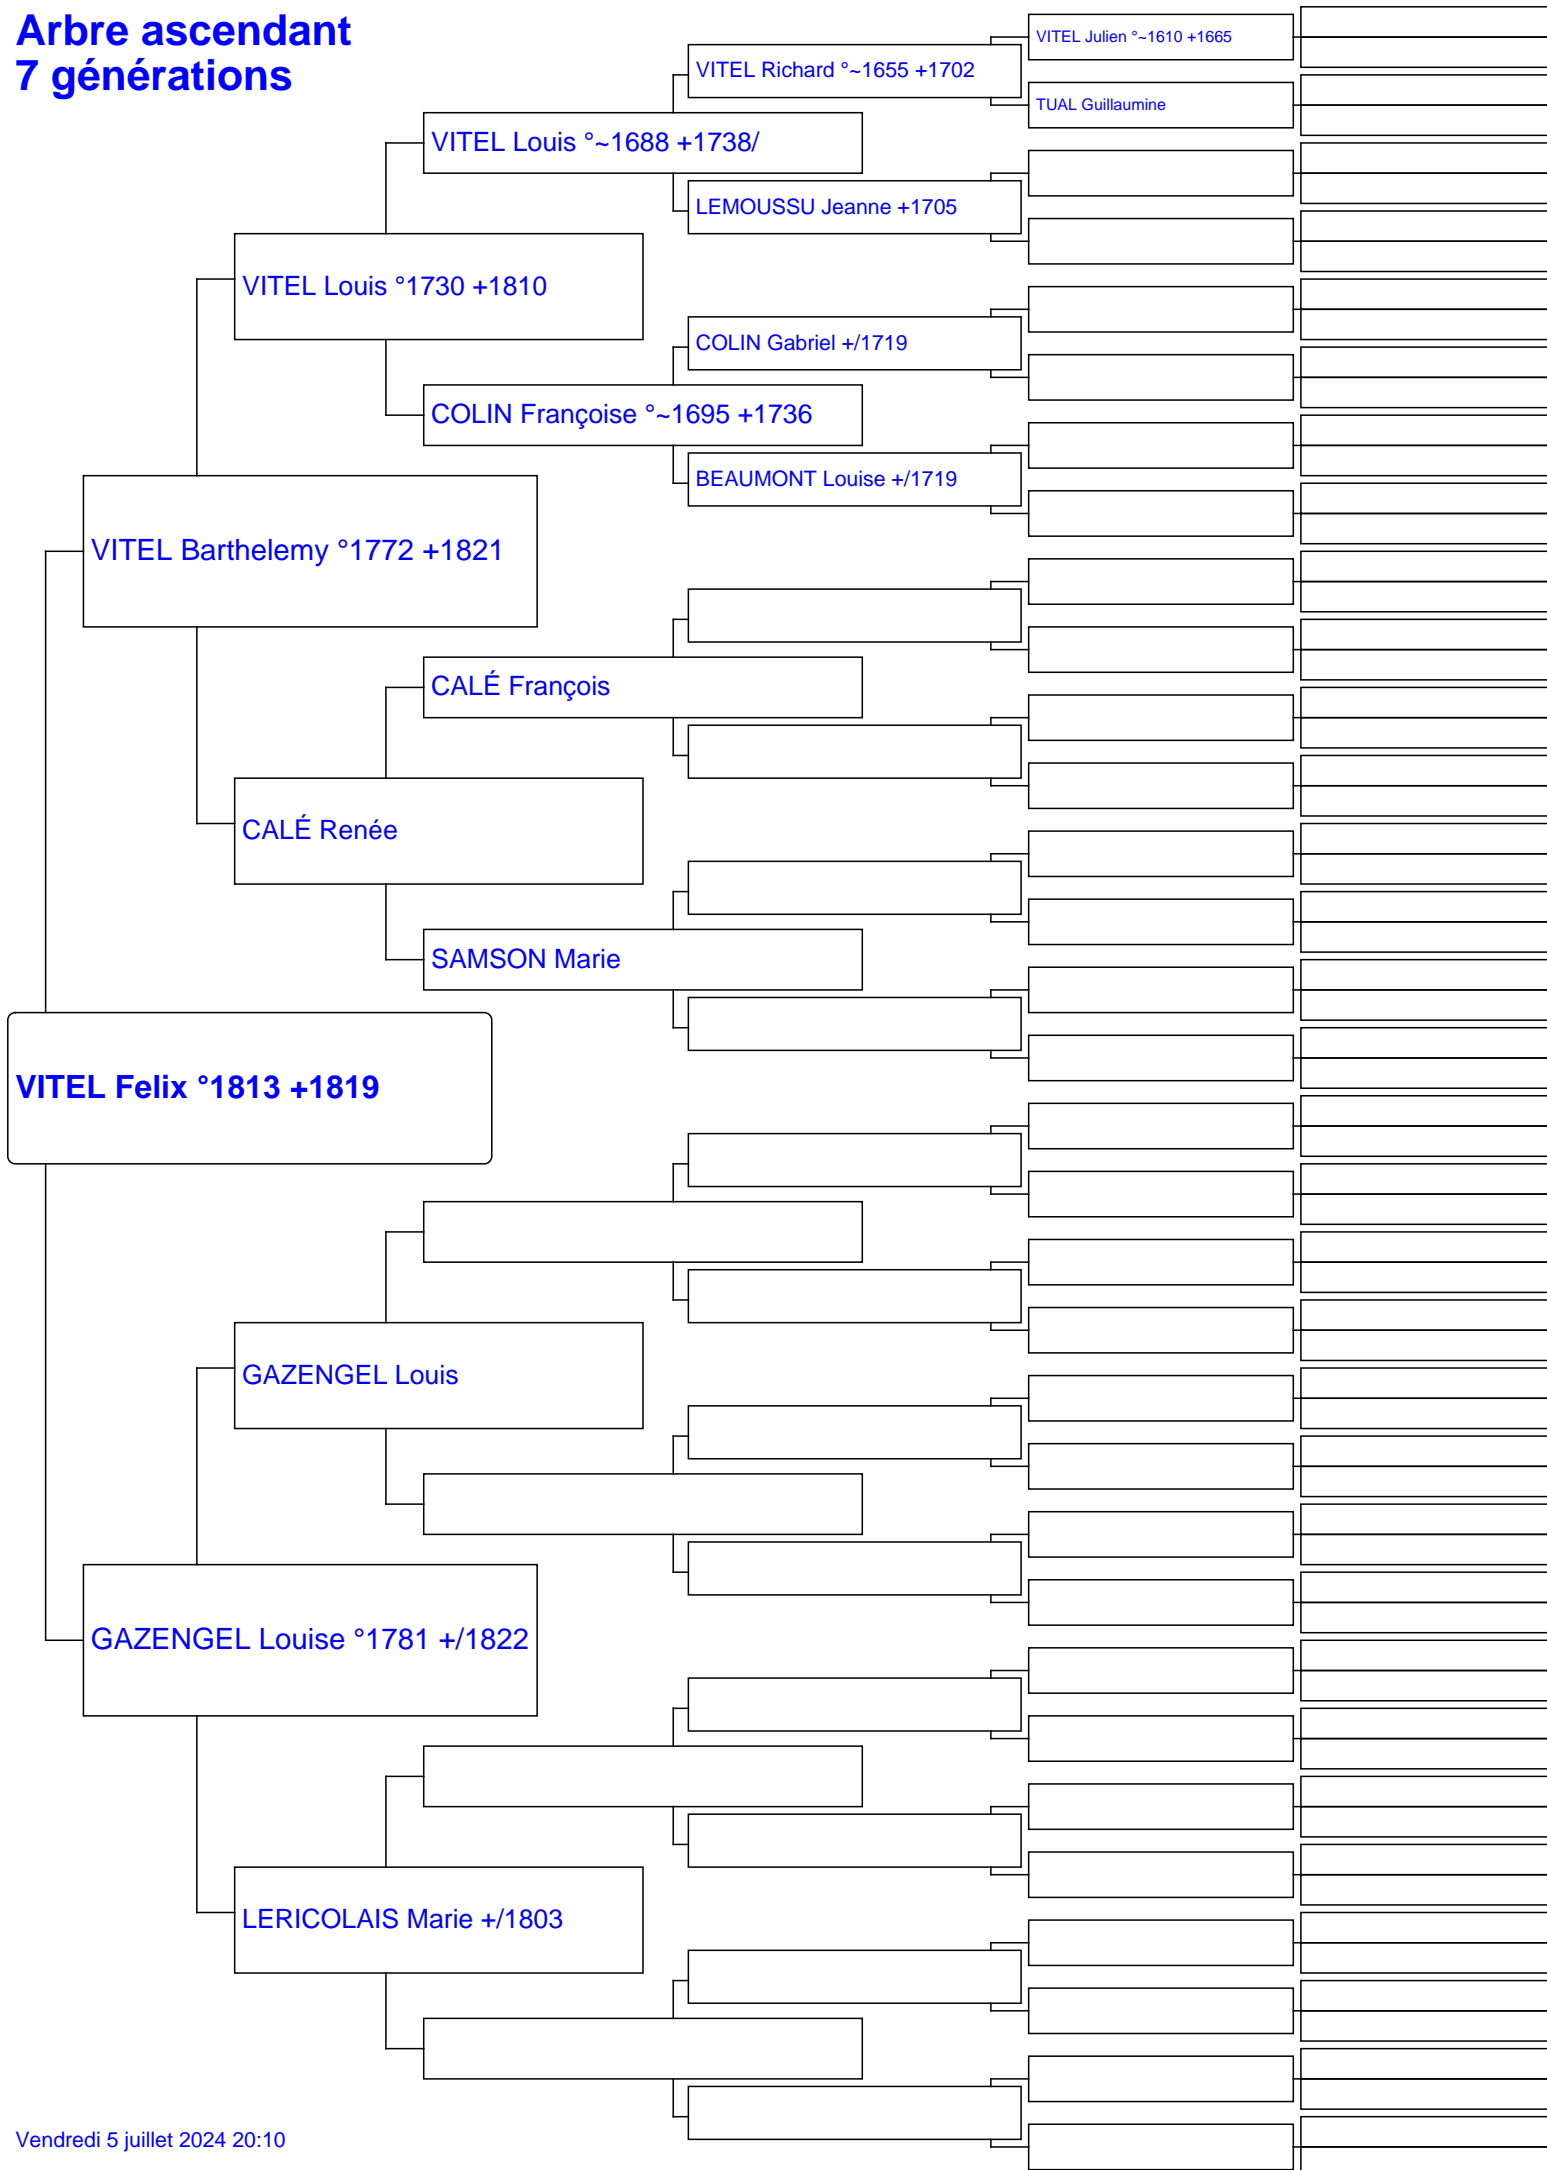 Arbre ascendant
7 générations
VITEL Julien °~1610 +1665
VITEL Richard °~1655 +1702
TUAL Guillaumine
VITEL Louis °~1688 +1738/
LEMOUSSU Jeanne +1705
VITEL Louis °1730 +1810
COLIN Gabriel +/1719
COLIN Françoise °~1695 +1736
BEAUMONT Louise +/1719
VITEL Barthelemy °1772 +1821
CALÉ François
CALÉ Renée
SAMSON Marie
VITEL Felix °1813 +1819
GAZENGEL Louis
GAZENGEL Louise °1781 +/1822
LERICOLAIS Marie +/1803
Vendredi 5 juillet 2024 20:10